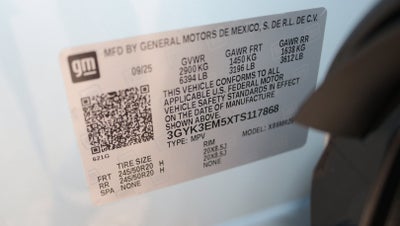 gm
MFD BY GENERAL MOTORS DE MEXICO, S. DE R.L. DE C.V.
09/25
GVWR GAWR FRT GAWR RR
2900 KG 1450 KG 1638 KG
6394 LB 3196 LB 3612 LB
THIS VEHICLE CONFORMS TO ALL
APPLICABLE U.S. FEDERAL MOTOR
VEHICLE SAFETY STANDARDS IN EFFECT
ON THE DATE OF MANUFACTURE
3GYK3EM5XTS117868
621G
TYPE: MPV MODEL:
TIRE SIZE RIM
FRT 245/50R20 H 20X8.5J
RR 245/50R20 H 20X8.5J
SPA NONE NONE